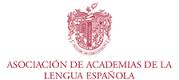 ASOCIACIÓN DE ACADEMIAS DE LA
LENGUA ESPAÑOLA